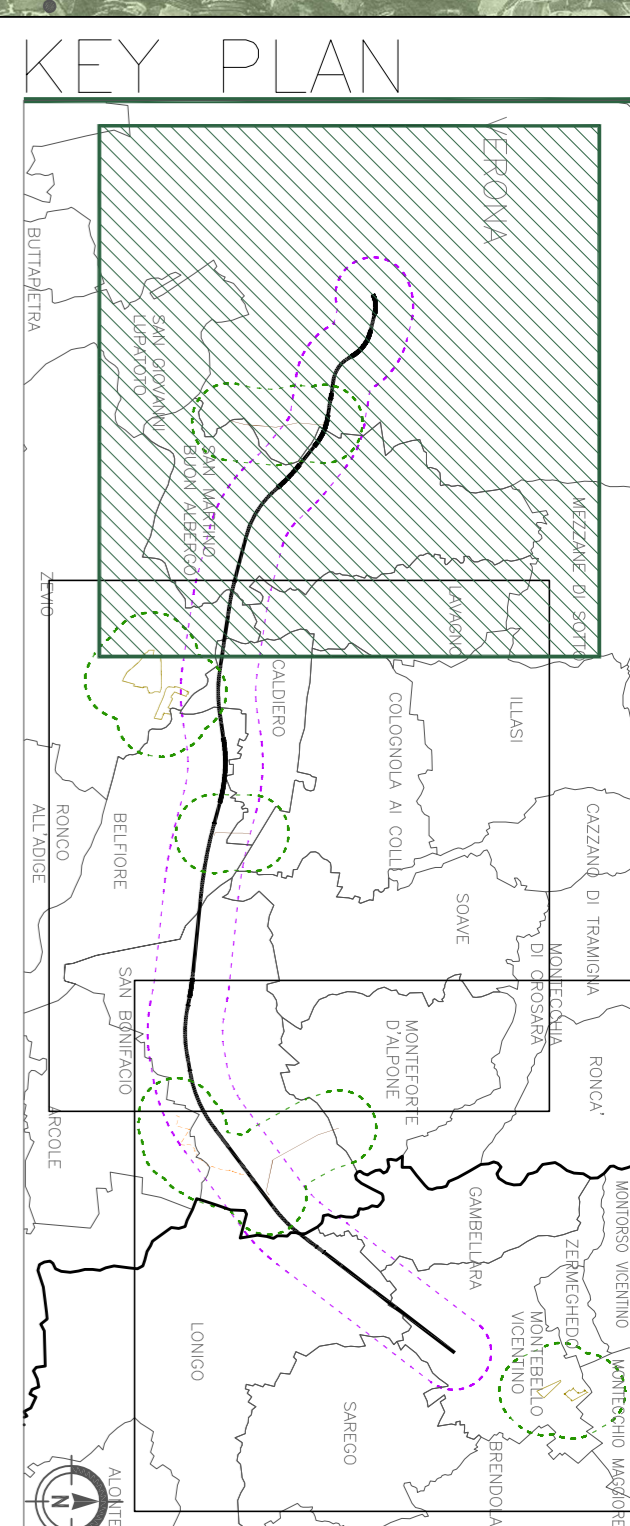 KEY PLAN
VERONA
BUTTAPIETRA
SAN GIOVANNI
LUPATOTO
SAN MARTINO
BUON ALBERGO
MEZZANE DI SOTTO
ZEVIO
LAVAGNO
CALDIERO
COLOGNOLA AI COLLI
ILLASI
RONCO
ALL'ADIGE
BELFIORE
CAZZANO DI TRAMIGNA
SOAVE
MONTECCHIA
DI CROSARA
SAN BONIFACIO
MONTEFORTE
D'ALPONE
RONCA'
ARCOLE
GAMBELLARA
MONTORSO VICENTINO
ZERMEGHEDO
MONTEBELLO
VICENTINO
LONIGO
MONTECCHIO MAGGIORE
SAREGO
BRENDOLA
ALONTE
N